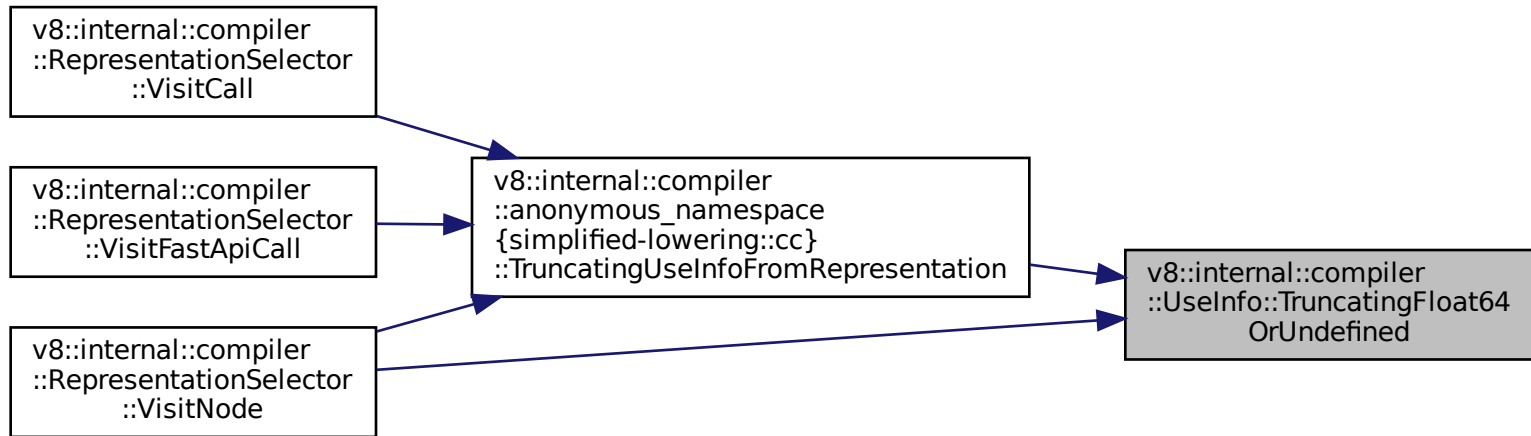 v8::internal::compiler
::RepresentationSelector
::VisitCall
v8::internal::compiler
::RepresentationSelector
::VisitFastApiCall
v8::internal::compiler
::RepresentationSelector
::VisitNode
v8::internal::compiler
::anonymous_namespace
{simplified-lowering::cc}
::TruncatingUseInfoFromRepresentation
v8::internal::compiler
::UseInfo::TruncatingFloat64
OrUndefined